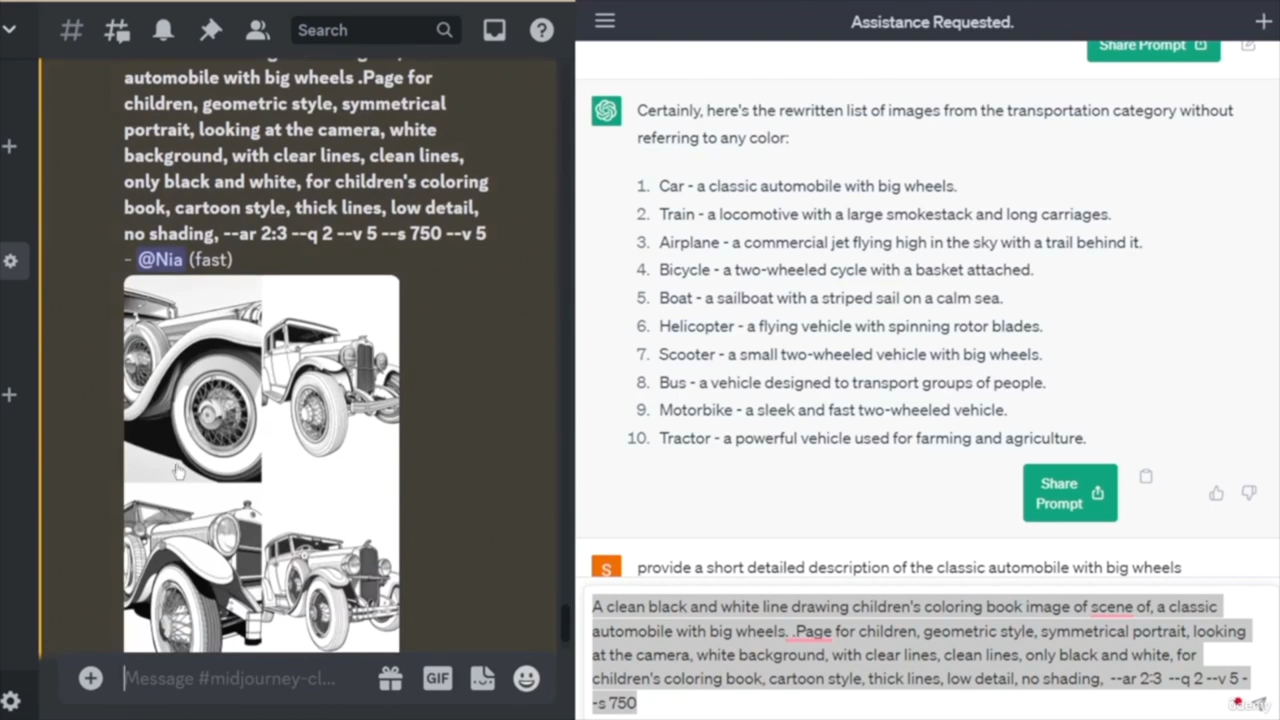 Search
automobile with big wheels .Page for
children, geometric style, symmetrical
portrait, looking at the camera, white
background, with clear lines, clean lines,
only black and white, for children's coloring
book, cartoon style, thick lines, low detail,
no shading, --ar 2:3 --q 2 --v 5 --s 750 --v 5
- @Nia (fast)
Message #midjourney-cl...
GIF
Assistance Requested.
Share Prompt
Certainly, here's the rewritten list of images from the transportation category without
referring to any color:
1. Car - a classic automobile with big wheels.
2. Train - a locomotive with a large smokestack and long carriages.
3. Airplane - a commercial jet flying high in the sky with a trail behind it.
4. Bicycle - a two-wheeled cycle with a basket attached.
5. Boat - a sailboat with a striped sail on a calm sea.
6. Helicopter - a flying vehicle with spinning rotor blades.
7. Scooter - a small two-wheeled vehicle with big wheels.
8. Bus - a vehicle designed to transport groups of people.
9. Motorbike - a sleek and fast two-wheeled vehicle.
10. Tractor - a powerful vehicle used for farming and agriculture.
Share
Prompt
S
provide a short detailed description of the classic automobile with big wheels
A clean black and white line drawing children's coloring book image of scene of, a classic
automobile with big wheels. .Page for children, geometric style, symmetrical portrait, looking
at the camera, white background, with clear lines, clean lines, only black and white, for
children's coloring book, cartoon style, thick lines, low detail, no shading, --ar 2:3 --q 2 --v 5 -
-s 750